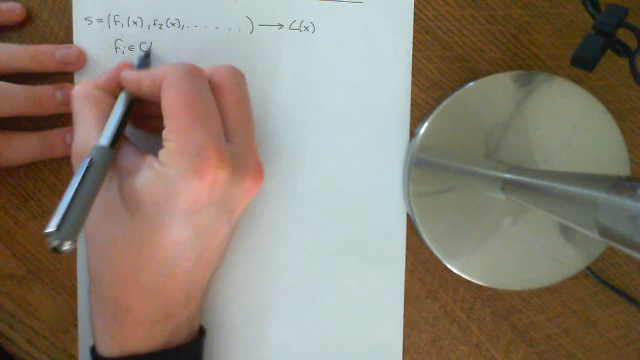 S = (f₁(x), f₂(x), . . . . . . ) → L(x)
fᵢ ∈ C